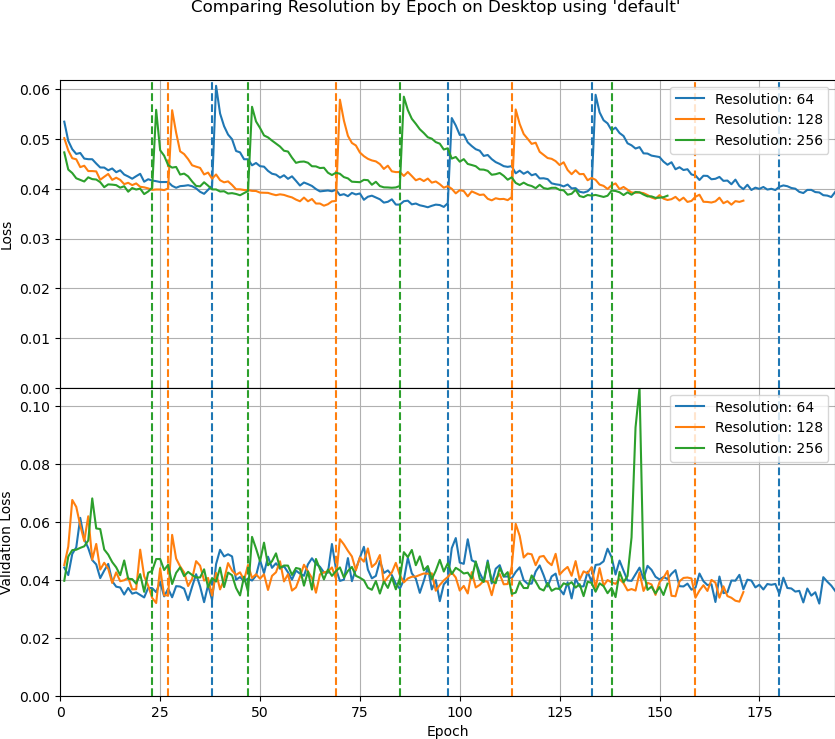 Comparing Resolution by Epoch on Desktop using 'default'
0.06
0.05
0.04
0.03
0.02
0.01
0.00
Loss
Resolution: 64
Resolution: 128
Resolution: 256
0.10
0.08
0.06
0.04
0.02
0.00
Validation Loss
Resolution: 64
Resolution: 128
Resolution: 256
0 25 50 75 100 125 150 175
Epoch